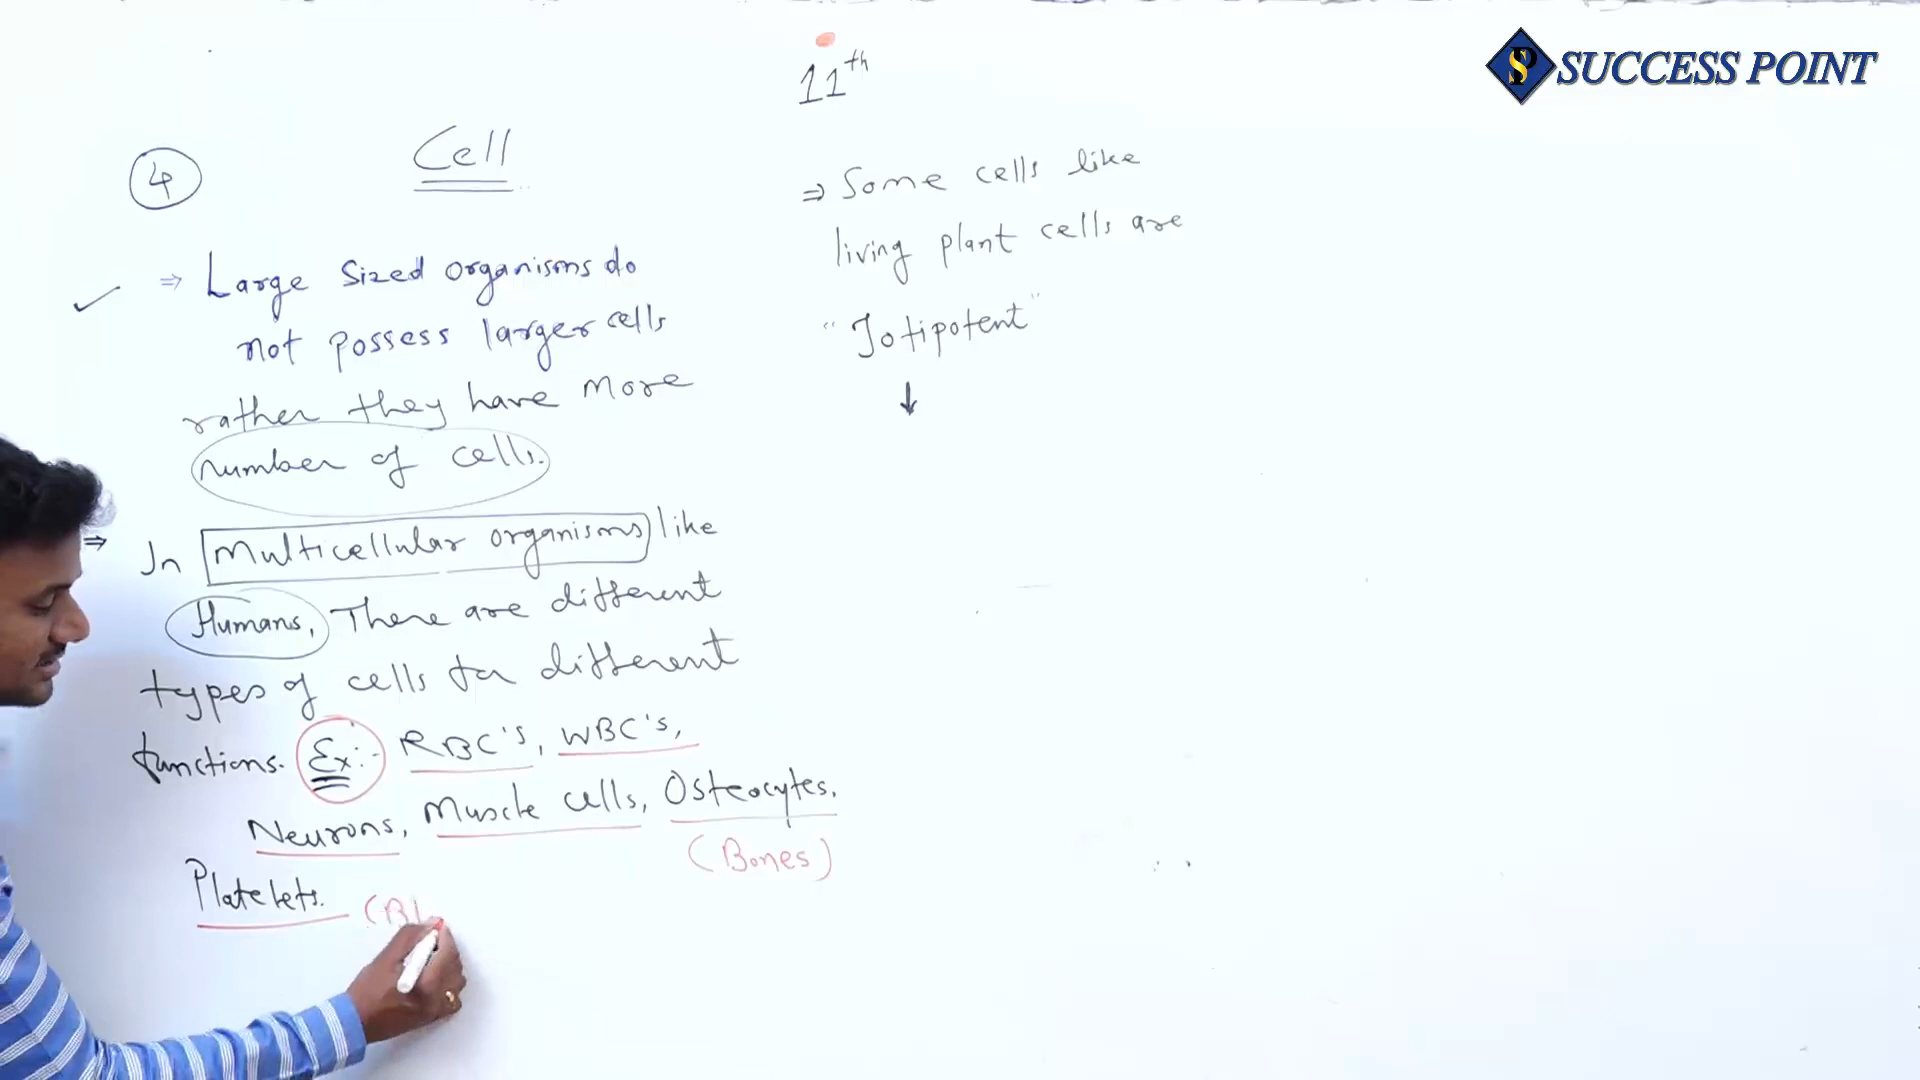 11th
SUCCESS POINT
4
Cell
⇒ Large sized organisms do
not possess larger cells
rather they have more
number of cells.
⇒ In Multicellular organisms like
Humans, There are different
types of cells for different
functions. Ex:- RBC's, WBC's,
Neurons, Muscle cells, Osteocytes,
(Bones)
Platelets. (Bl
⇒ Some cells like
living plant cells are
"Totipotent"
↓